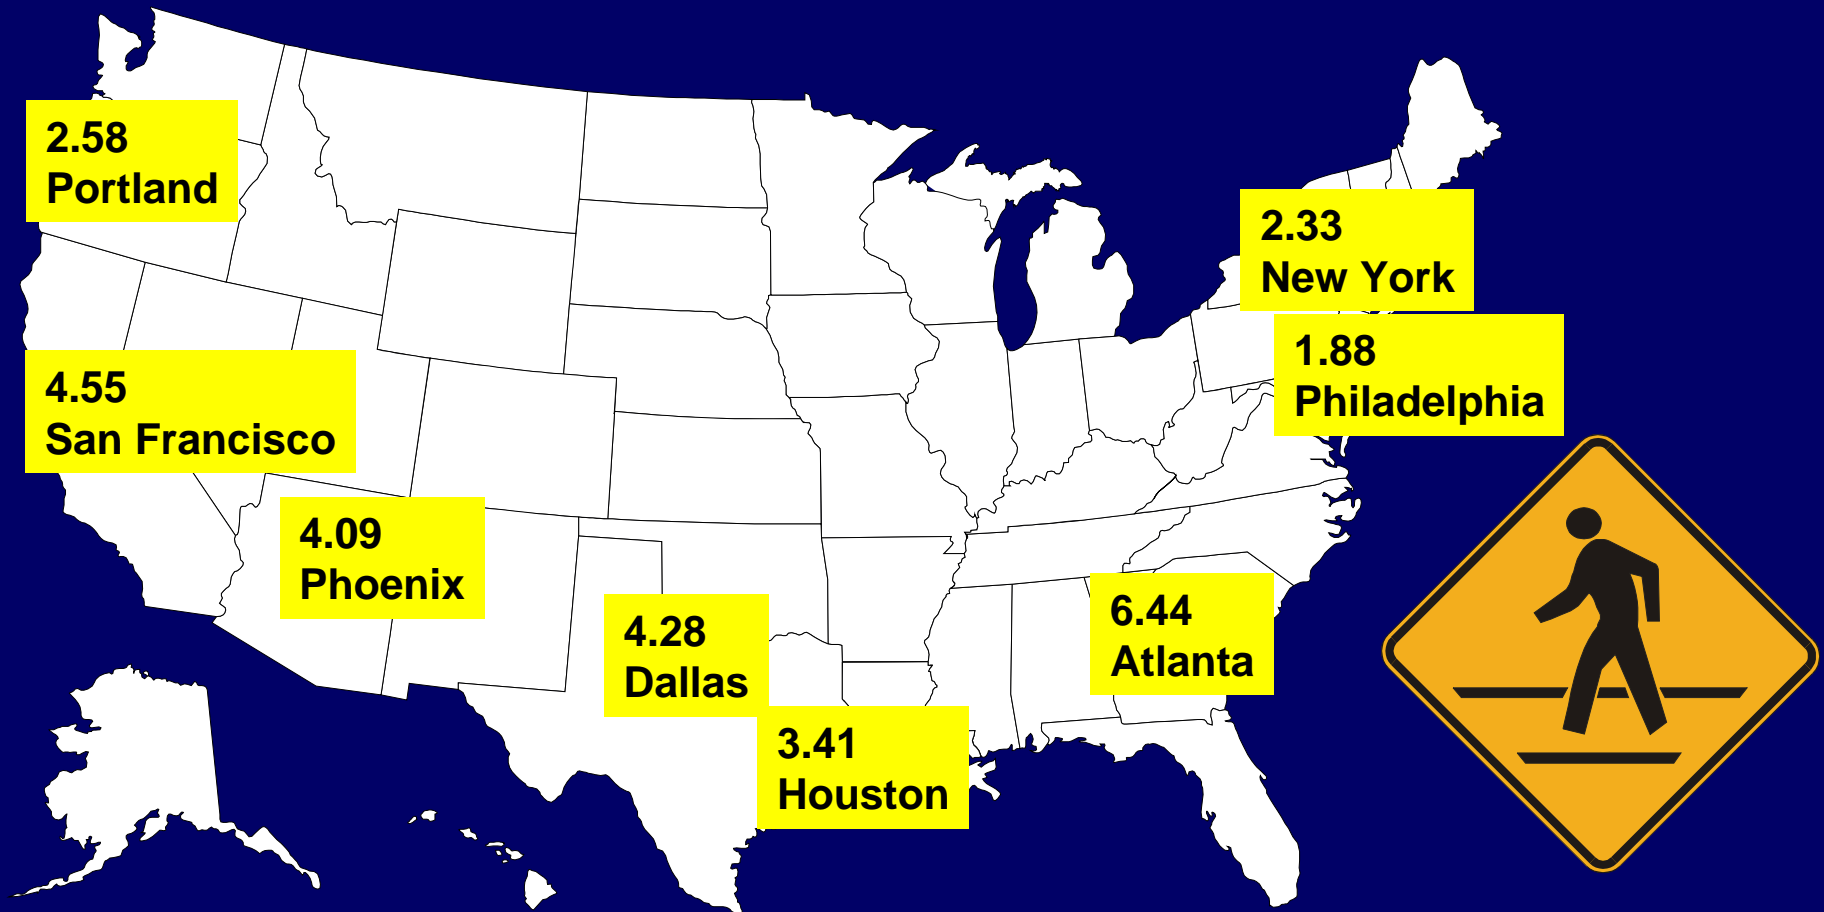 2.58
Portland
2.33
New York
1.88
Philadelphia
4.55
San Francisco
4.09
Phoenix
4.28
Dallas
6.44
Atlanta
3.41
Houston